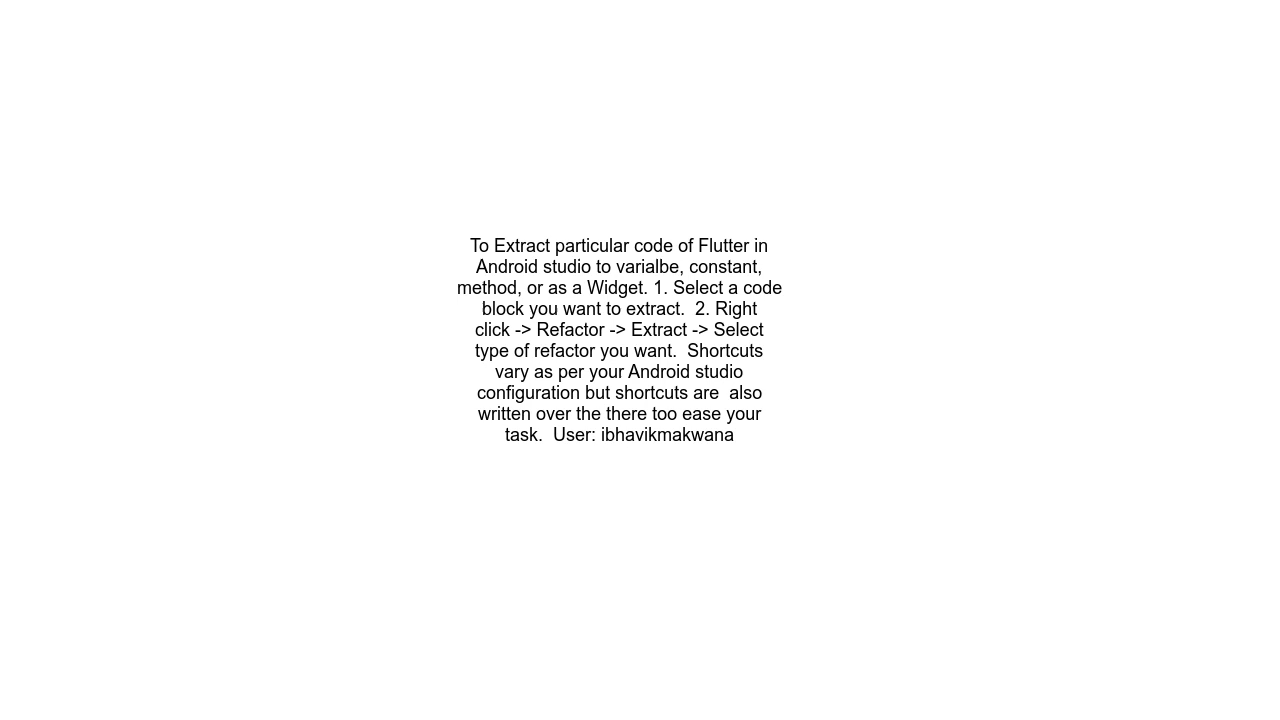 To Extract particular code of Flutter in
Android studio to varialbe, constant,
method, or as a Widget. 1. Select a code
block you want to extract.  2. Right
click -> Refactor -> Extract -> Select
type of refactor you want.  Shortcuts
vary as per your Android studio
configuration but shortcuts are  also
written over the there too ease your
task.  User: ibhavikmakwana